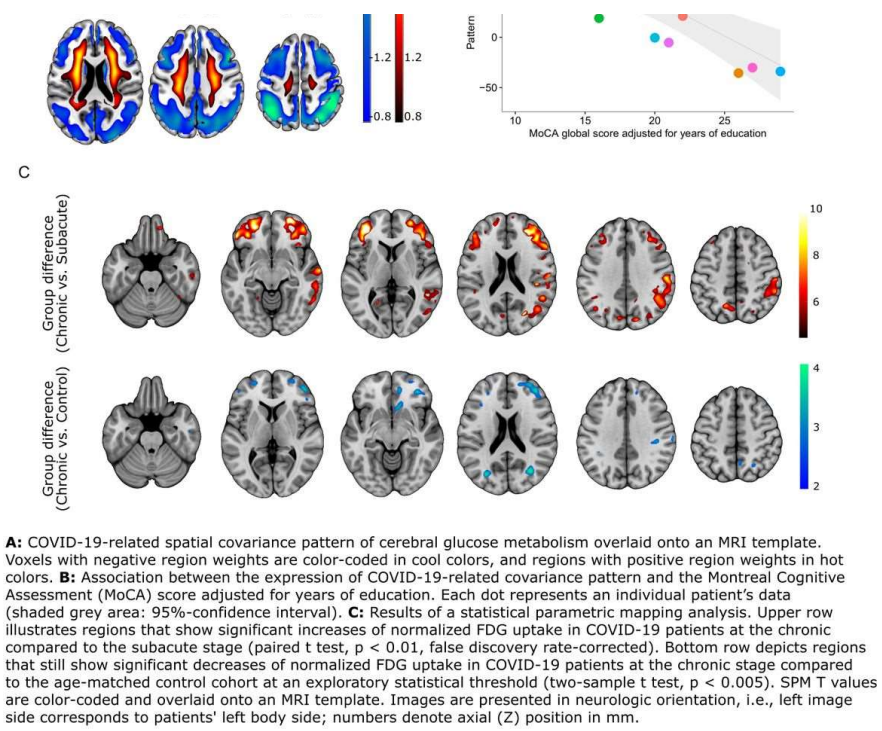 1.2
1.2
0.8
0.8
Pattern
0
−50
10
15
20
25
MoCA global score adjusted for years of education
C
Group difference
(Chronic vs. Subacute)
10
8
6
Group difference
(Chronic vs. Control)
4
3
2
A: COVID-19-related spatial covariance pattern of cerebral glucose metabolism overlaid onto an MRI template.
Voxels with negative region weights are color-coded in cool colors, and regions with positive region weights in hot
colors. B: Association between the expression of COVID-19-related covariance pattern and the Montreal Cognitive
Assessment (MoCA) score adjusted for years of education. Each dot represents an individual patient's data
(shaded grey area: 95%-confidence interval). C: Results of a statistical parametric mapping analysis. Upper row
illustrates regions that show significant increases of normalized FDG uptake in COVID-19 patients at the chronic
compared to the subacute stage (paired t test, p < 0.01, false discovery rate-corrected). Bottom row depicts regions
that still show significant decreases of normalized FDG uptake in COVID-19 patients at the chronic stage compared
to the age-matched control cohort at an exploratory statistical threshold (two-sample t test, p < 0.005). SPM T values
are color-coded and overlaid onto an MRI template. Images are presented in neurologic orientation, i.e., left image
side corresponds to patients' left body side; numbers denote axial (Z) position in mm.